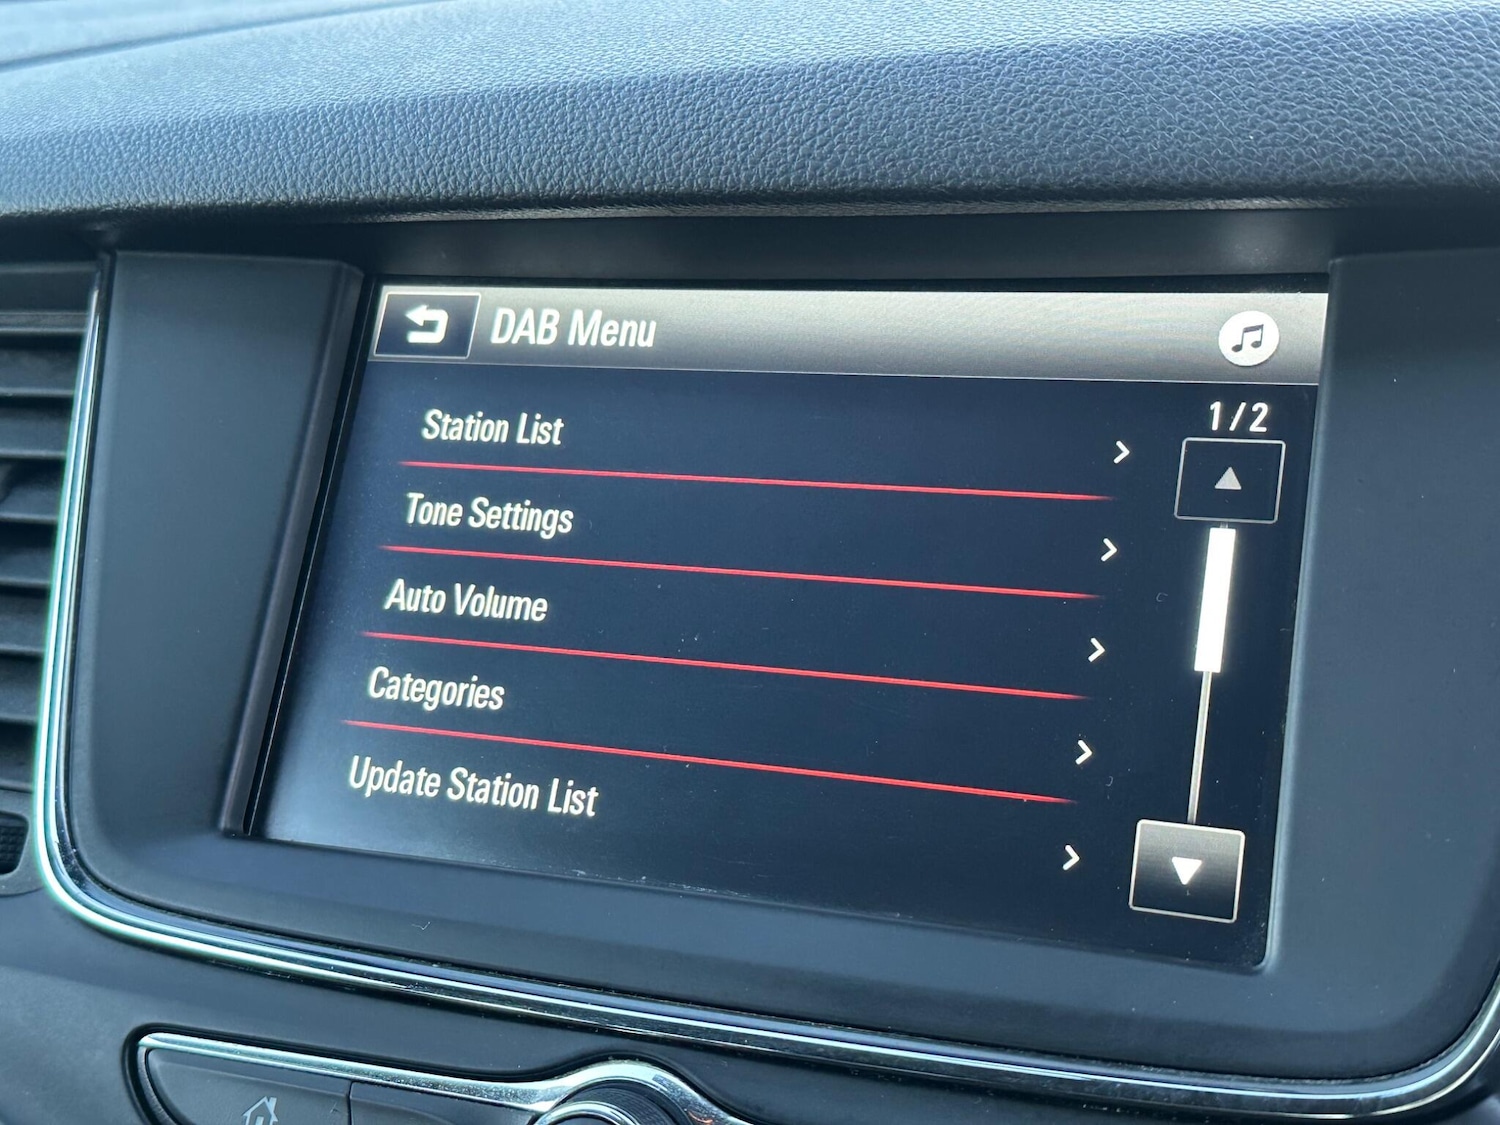 DAB Menu
1/2
Station List
Tone Settings
Auto Volume
Categories
Update Station List